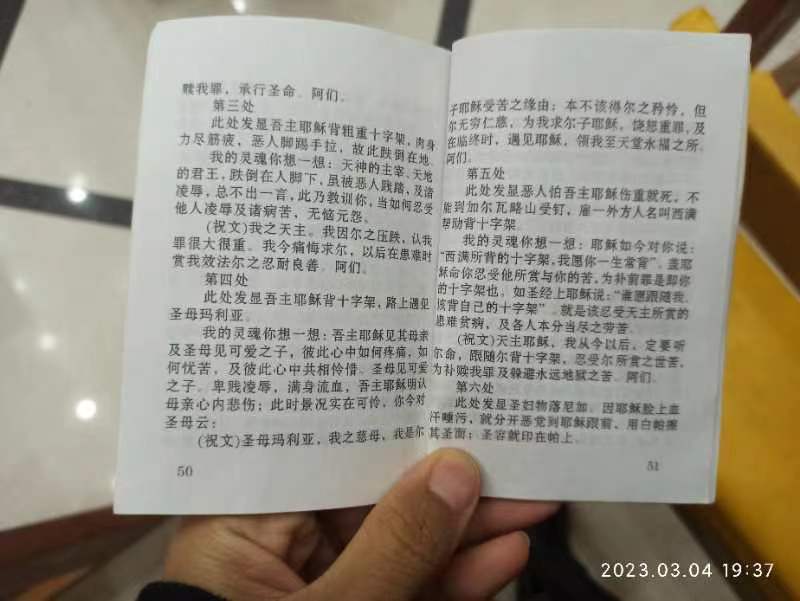 赎我罪，承行圣命。阿们。
第三处
此处发显吾主耶稣背粗重十字架，肉身
力尽筋疲，恶人脚踢手拉，故此跌倒在地。
我的灵魂你想一想：天神的主宰、天地
的君王，跌倒在人脚下，虽被恶人践踏，及诸
凌辱，总不出一言，此乃教训你，当如何忍受
他人凌辱及诸病苦，无恼无怨。
(祝文)我之天主。我因尔之压跌，认我
罪很大很重。我今痛悔求尔，以后在患难时
赏我效法尔之忍耐良善。阿们。
第四处
此处发显吾主耶稣背十字架，路上遇见
圣母玛利亚。
我的灵魂你想一想：吾主耶稣见其母亲
及圣母见可爱之子，彼此心中如何疼痛，如
何忧苦，及彼此心中共相伶惜。圣母见可爱
之子。卑贱凌辱，满身流血，吾主耶稣明认
母亲心内悲伤；此时景况实在可伶，你今对
圣母云：
(祝文)圣母玛利亚，我之慈母，我是尔
50
子耶稣受苦之缘由；本不该得尔之矜怜，但
尔无穷仁慈，为我求尔子耶稣，饶恕重罪，及
在临终时，遇见耶稣，领我至天堂永福之所。
阿们。
第五处
此处发显恶人怕吾主耶稣伤重就死，不
能到加尔瓦略山受钉，雇一外方人名叫西满
帮助背十字架。
我的灵魂你想一想：耶稣如今对你说：
“西满所背的十字架，我愿你一生常背”。盖耶
稣命你忍受他所赏与你的苦，为补前罪是即你
的十字架也。如圣经上耶稣说：“谁愿跟随我，
该背自己的十字架”。就是该忍受天主所赏的
患难贫病，及各人本分当尽之劳苦。
(祝文)天主耶稣，我从今以后，定要听
尔命，跟随尔背十字架，忍受尔所赏之世苦，
为补赎我罪及躲避永远地狱之苦。阿们。
第六处
此处发显圣妇物落尼加。因耶稣脸上血
汗唾污，就分开恶党到耶稣跟前，用白帕擦
其圣面；圣容就印在帕上。
51
2023.03.04 19:37